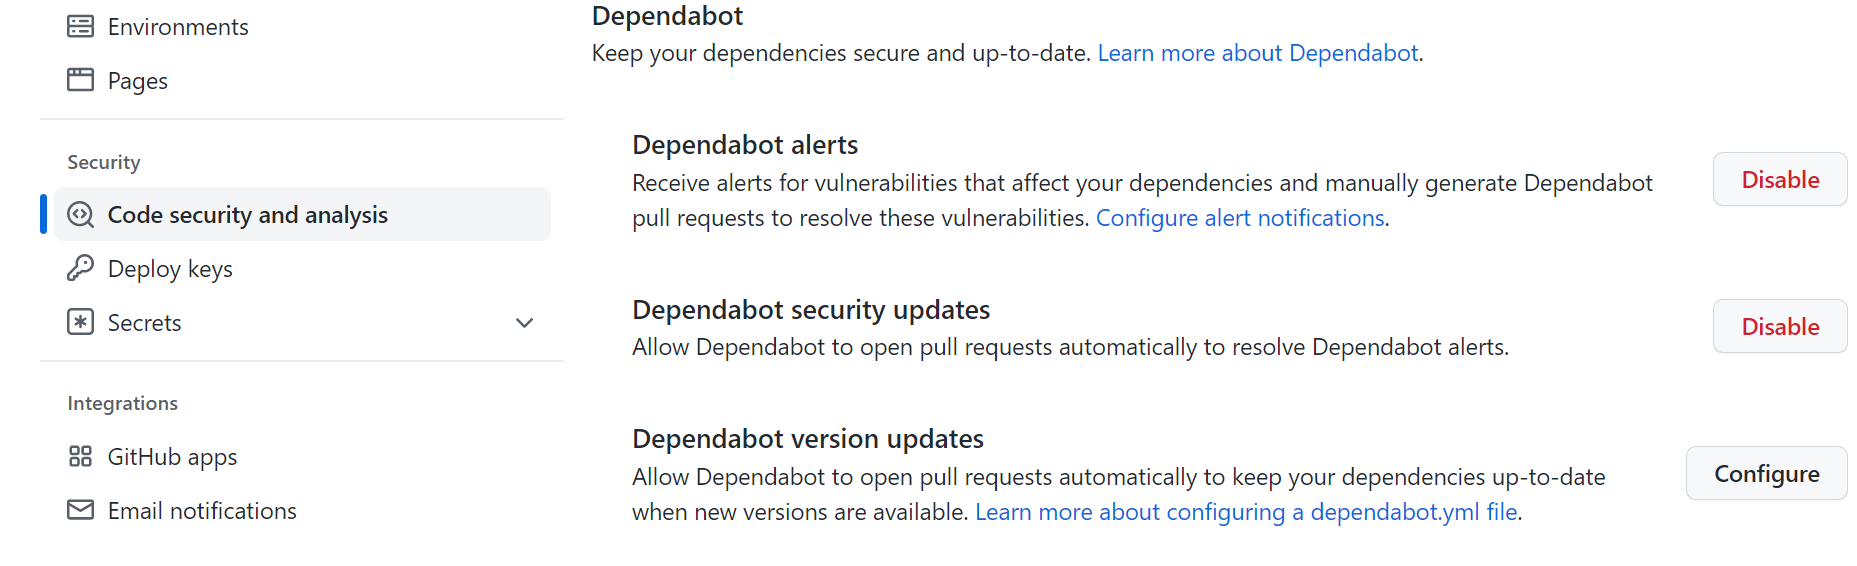 Environments
Pages
Security
Code security and analysis
Deploy keys
Secrets
Integrations
GitHub apps
Email notifications
Dependabot
Keep your dependencies secure and up-to-date. Learn more about Dependabot.
Dependabot alerts
Receive alerts for vulnerabilities that affect your dependencies and manually generate Dependabot
pull requests to resolve these vulnerabilities. Configure alert notifications.
Disable
Dependabot security updates
Allow Dependabot to open pull requests automatically to resolve Dependabot alerts.
Disable
Dependabot version updates
Allow Dependabot to open pull requests automatically to keep your dependencies up-to-date
when new versions are available. Learn more about configuring a dependabot.yml file.
Configure